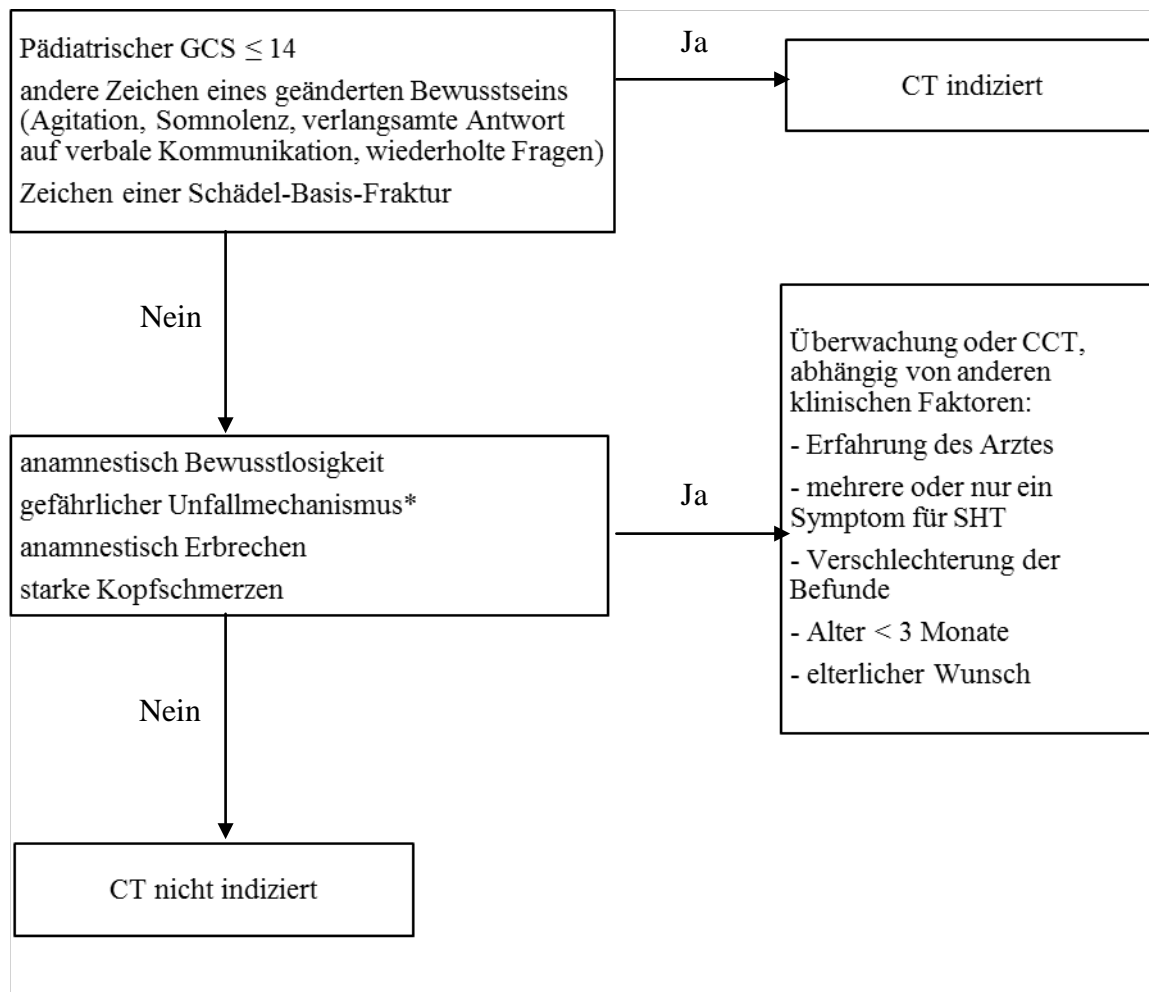 Pädiatrischer GCS ≤ 14
andere Zeichen eines geänderten Bewusstseins
(Agitation, Somnolenz, verlangsamte Antwort
auf verbale Kommunikation, wiederholte Fragen)
Zeichen einer Schädel-Basis-Fraktur
Ja
CT indiziert
Nein
anamnestisch Bewusstlosigkeit
gefährlicher Unfallmechanismus*
anamnestisch Erbrechen
starke Kopfschmerzen
Ja
Überwachung oder CCT,
abhängig von anderen
klinischen Faktoren:
- Erfahrung des Arztes
- mehrere oder nur ein
Symptom für SHT
- Verschlechterung der
Befunde
- Alter < 3 Monate
- elterlicher Wunsch
Nein
CT nicht indiziert